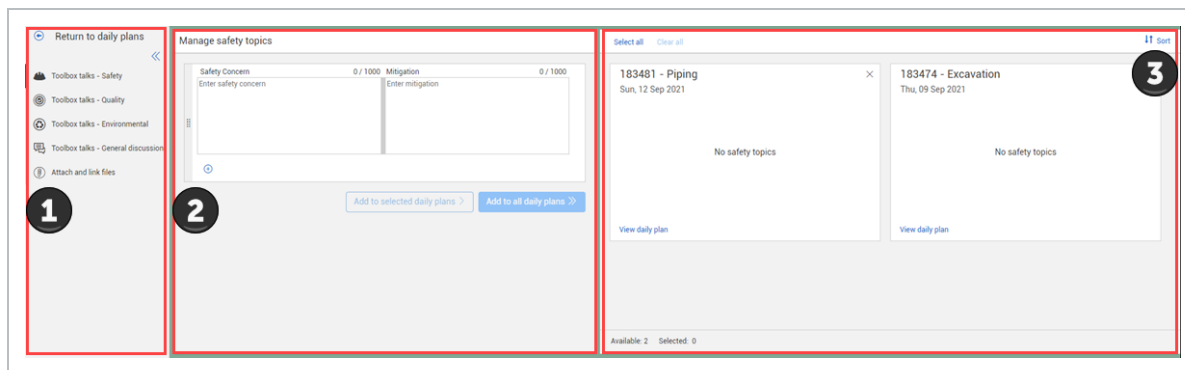 Return to daily plans
Toolbox talks - Safety
Toolbox talks - Quality
Toolbox talks - Environmental
Toolbox talks - General discussion
Attach and link files
1
Manage safety topics
Safety Concern 0 / 1000 Mitigation 0 / 1000
Enter safety concern Enter mitigation
Add to selected daily plans Add to all daily plans
2
Select all Clear all Sort
183481 - Piping
Sun, 12 Sep 2021
No safety topics
View daily plan
183474 - Excavation
Thu, 09 Sep 2021
No safety topics
View daily plan
3
Available: 2 Selected: 0